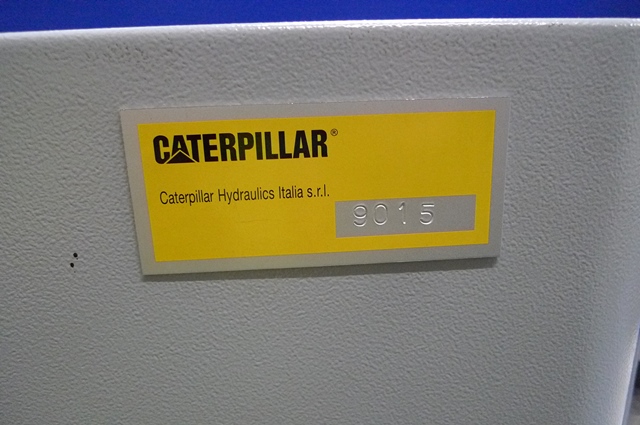 CATERPILLAR®
Caterpillar Hydraulics Italia s.r.l.
9015